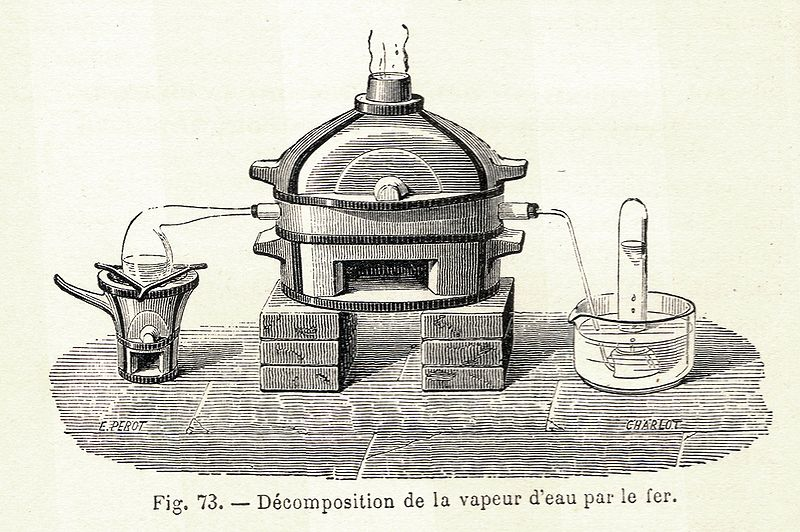 E. PEROT
CHARLOT
Fig. 73. — Décomposition de la vapeur d'eau par le fer.